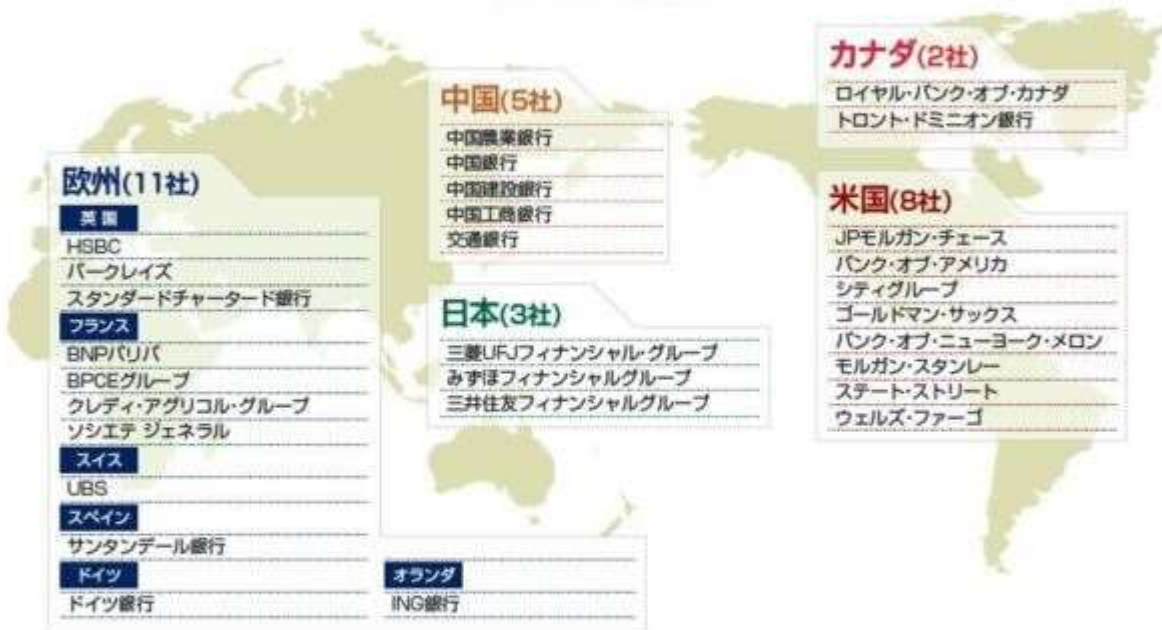 欧州(11社)
英国
HSBC
バークレイズ
スタンダードチャータード銀行
フランス
BNPパリバ
BPCEグループ
クレディ・アグリコル・グループ
ソシエテ ジェネラル
スイス
UBS
スペイン
サンタンデール銀行
ドイツ
ドイツ銀行
オランダ
ING銀行
中国(5社)
中国農業銀行
中国銀行
中国建設銀行
中国工商銀行
交通銀行
日本(3社)
三菱UFJフィナンシャル・グループ
みずほフィナンシャルグループ
三井住友フィナンシャルグループ
カナダ(2社)
ロイヤル・バンク・オブ・カナダ
トロント・ドミニオン銀行
米国(8社)
JPモルガン・チェース
バンク・オブ・アメリカ
シティグループ
ゴールドマン・サックス
バンク・オブ・ニューヨーク・メロン
モルガン・スタンレー
ステート・ストリート
ウェルズ・ファーゴ